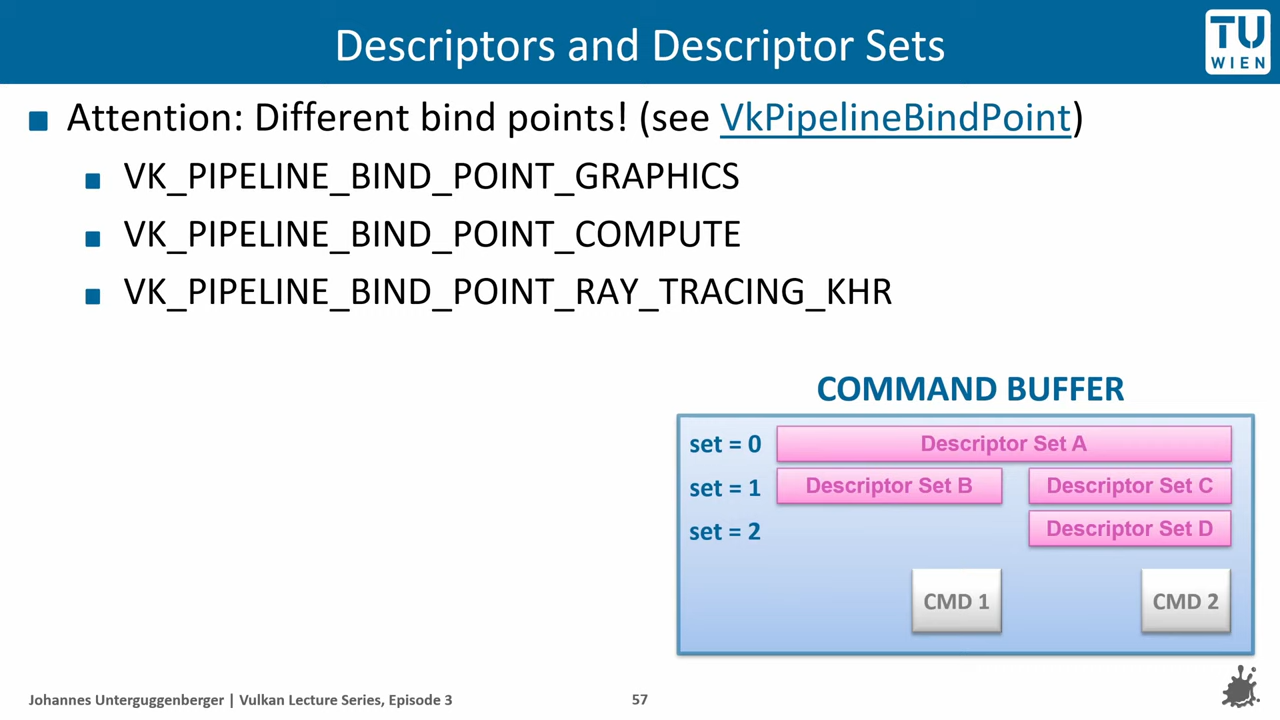 Descriptors and Descriptor Sets
TU
WIEN
Attention: Different bind points! (see VkPipelineBindPoint)
VK_PIPELINE_BIND_POINT_GRAPHICS
VK_PIPELINE_BIND_POINT_COMPUTE
VK_PIPELINE_BIND_POINT_RAY_TRACING_KHR
COMMAND BUFFER
set = 0 Descriptor Set A
set = 1 Descriptor Set B Descriptor Set C
set = 2 Descriptor Set D
CMD 1 CMD 2
Johannes Unterguggenberger | Vulkan Lecture Series, Episode 3 57